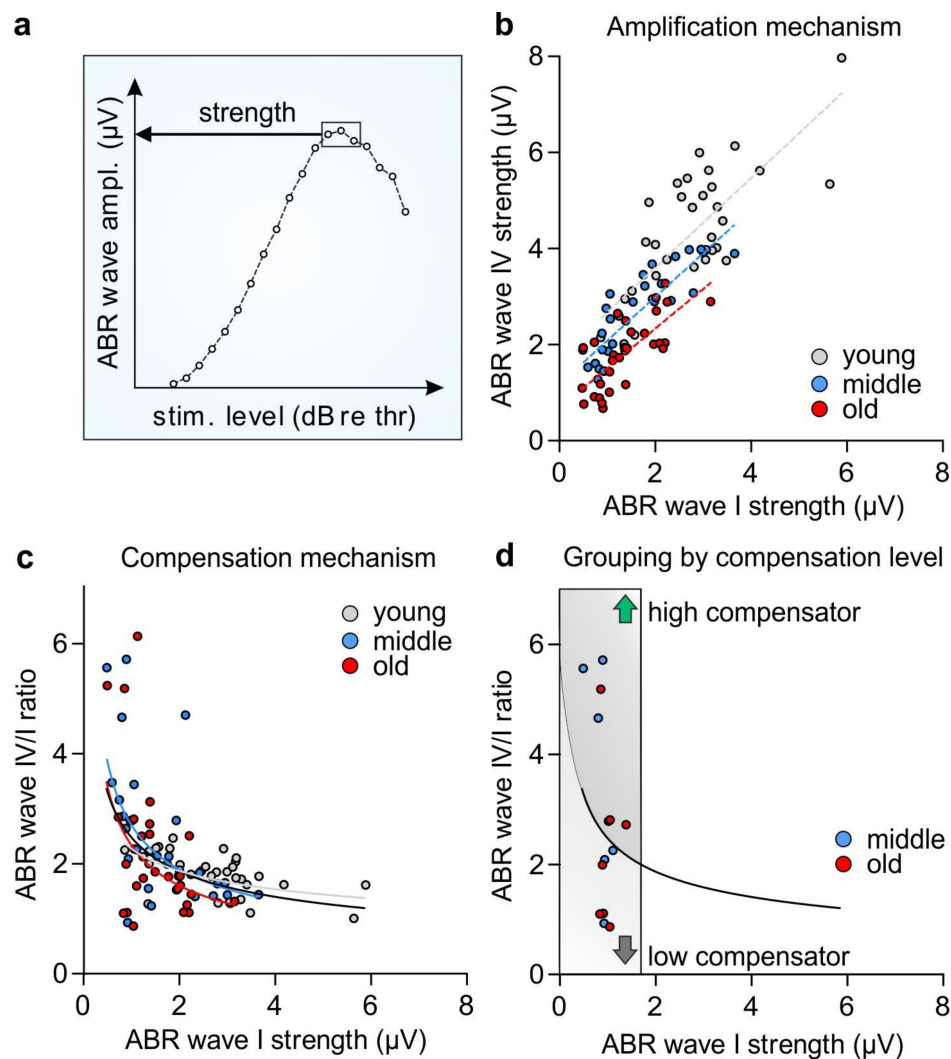 a
ABR wave ampl. (µV)
strength
stim. level (dB re thr)
b
Amplification mechanism
ABR wave IV strength (µV)
8
6
4
2
0
young
middle
old
0 2 4 6 8
ABR wave I strength (µV)
c
Compensation mechanism
ABR wave IV/I ratio
6
4
2
0
young
middle
old
0 2 4 6 8
ABR wave I strength (µV)
d
Grouping by compensation level
ABR wave IV/I ratio
6
4
2
0
high compensator
middle
old
low compensator
0 2 4 6 8
ABR wave I strength (µV)